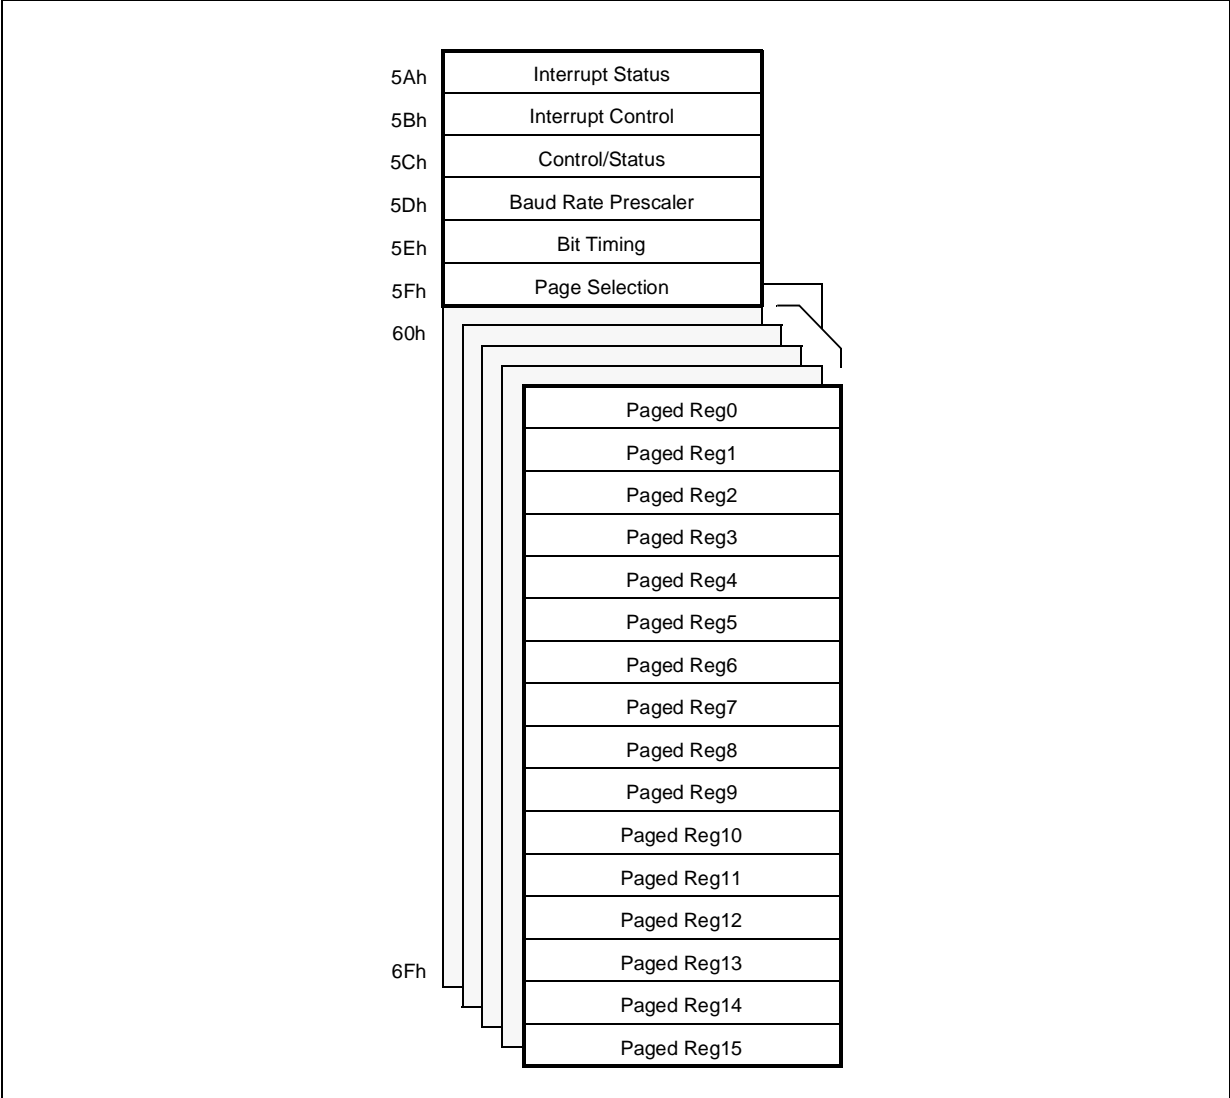 5Ah Interrupt Status
5Bh Interrupt Control
5Ch Control/Status
5Dh Baud Rate Prescaler
5Eh Bit Timing
5Fh Page Selection
60h
Paged Reg0
Paged Reg1
Paged Reg2
Paged Reg3
Paged Reg4
Paged Reg5
Paged Reg6
Paged Reg7
Paged Reg8
Paged Reg9
Paged Reg10
Paged Reg11
Paged Reg12
6Fh Paged Reg13
Paged Reg14
Paged Reg15